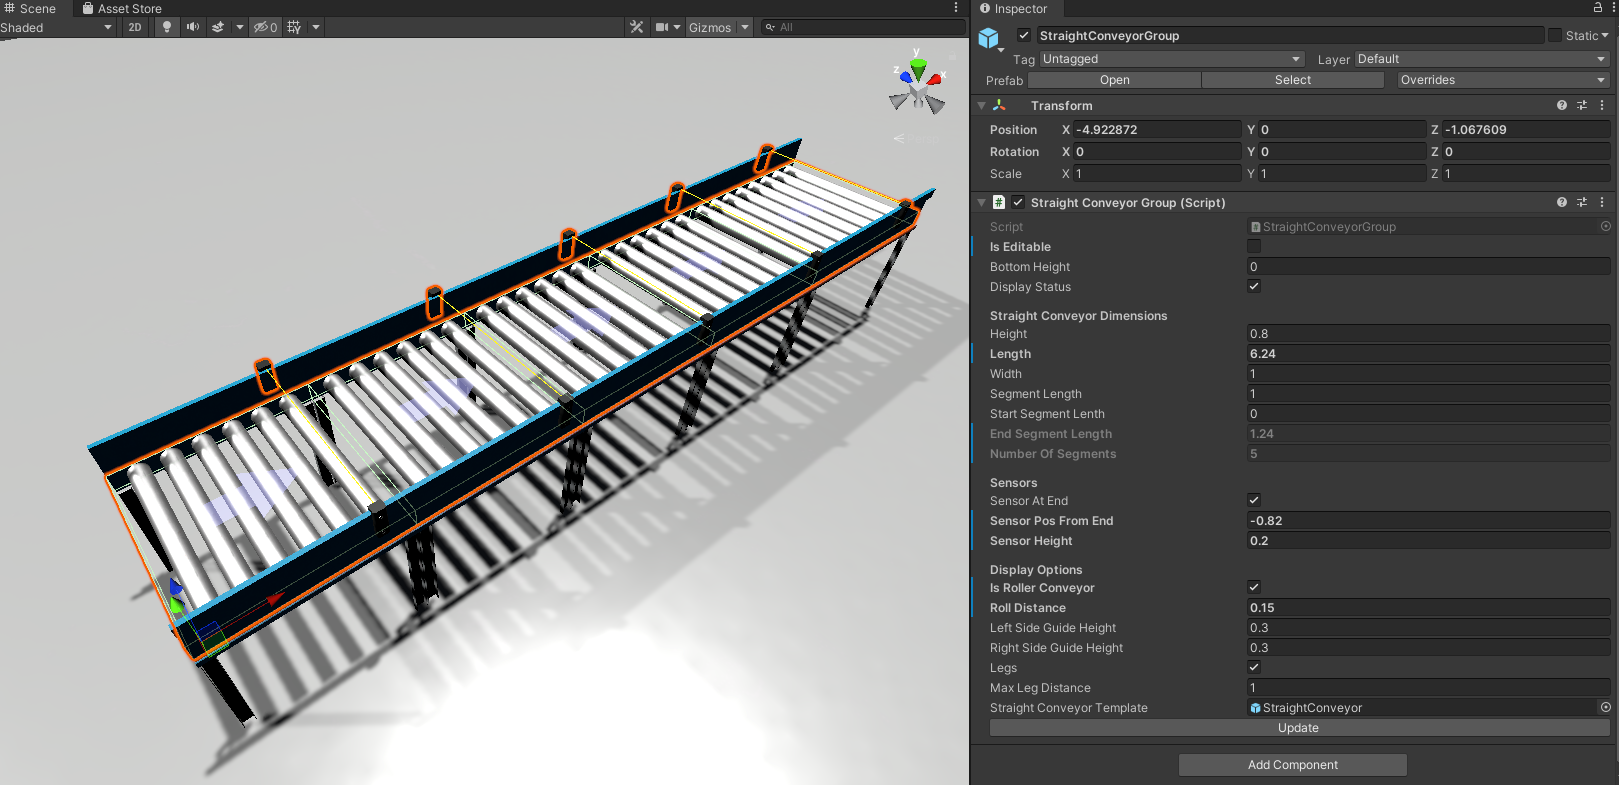 Scene
Asset Store
Shaded
2D
0
Gizmos
All
y
z
x
Inspector
StraightConveyorGroup
Static
Tag
Untagged
Layer
Default
Prefab
Open
Select
Overrides
Transform
Position X -4.922872 Y 0 Z -1.067609
Rotation X 0 Y 0 Z 0
Scale X 1 Y 1 Z 1
Straight Conveyor Group (Script)
Script StraightConveyorGroup
Is Editable
Bottom Height 0
Display Status
Straight Conveyor Dimensions
Height 0.8
Length 6.24
Width 1
Segment Length 1
Start Segment Lenth 0
End Segment Length 1.24
Number Of Segments 5
Sensors
Sensor At End
Sensor Pos From End -0.82
Sensor Height 0.2
Display Options
Is Roller Conveyor
Roll Distance 0.15
Left Side Guide Height 0.3
Right Side Guide Height 0.3
Legs
Max Leg Distance 1
Straight Conveyor Template StraightConveyor
Update
Add Component